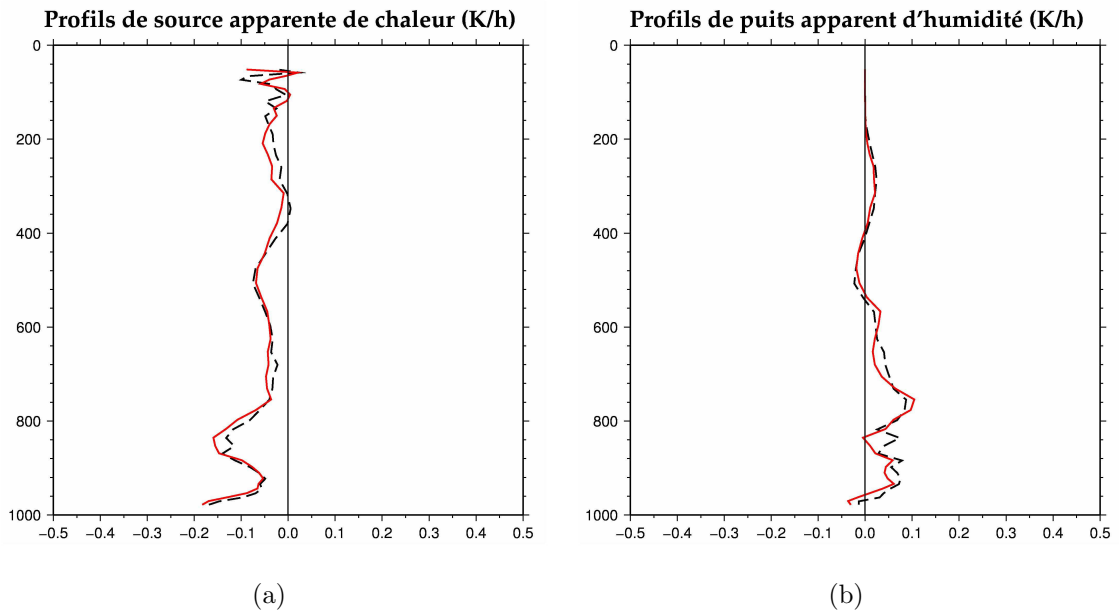 Profils de source apparente de chaleur (K/h)
0
200
400
600
800
1000
−0.5 −0.4 −0.3 −0.2 −0.1 0.0 0.1 0.2 0.3 0.4 0.5
(a)
Profils de puits apparent d’humidité (K/h)
0
200
400
600
800
1000
−0.5 −0.4 −0.3 −0.2 −0.1 0.0 0.1 0.2 0.3 0.4 0.5
(b)